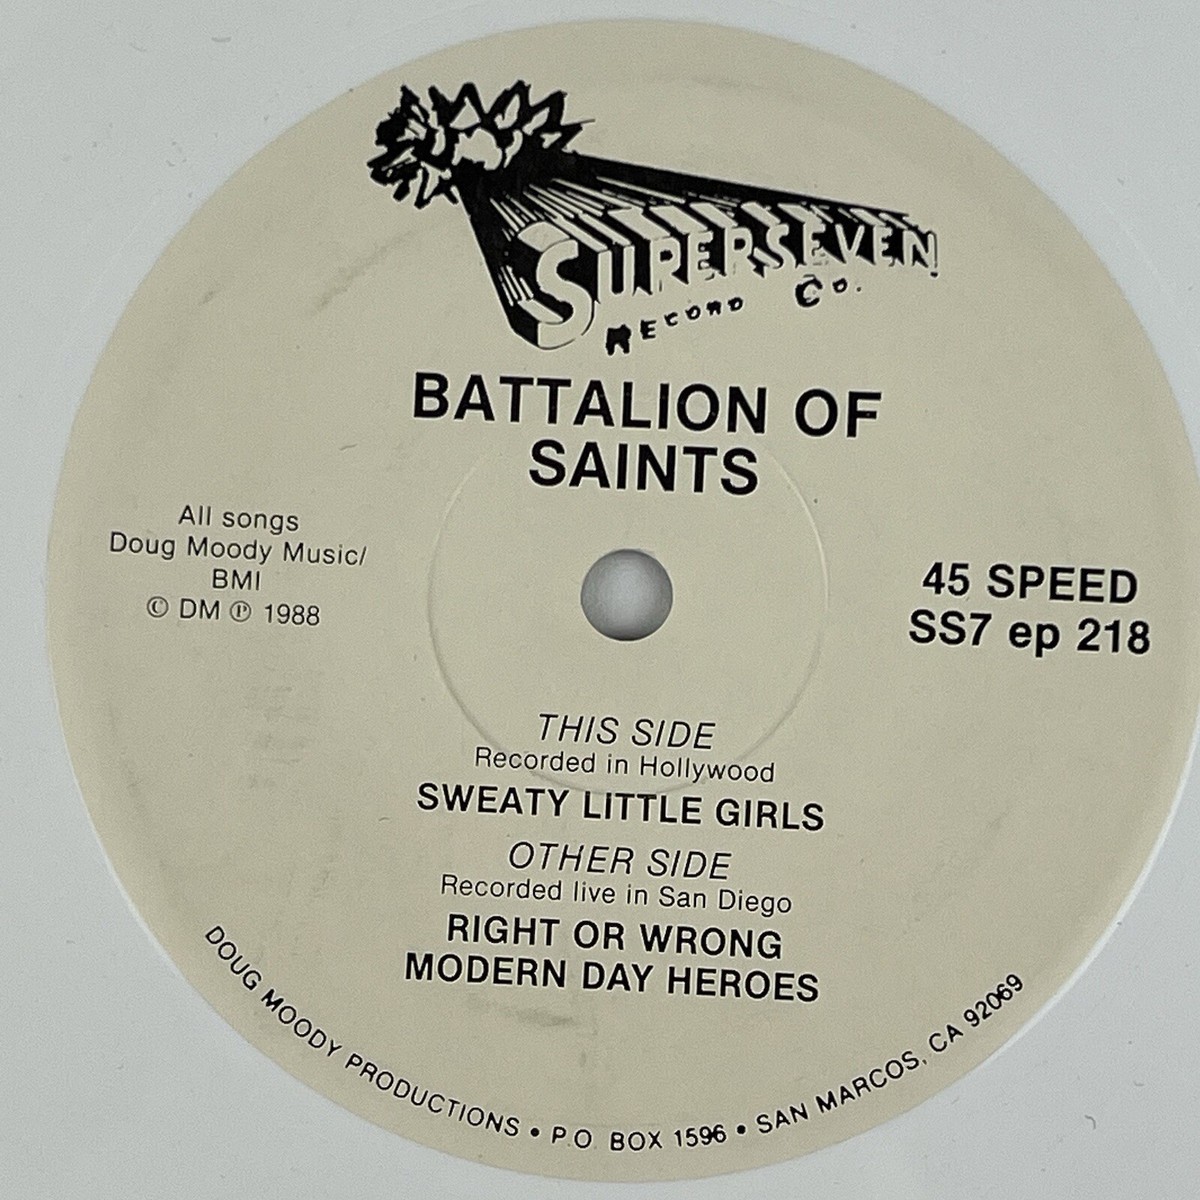 SUPERSEVEN
RECORD CO.
BATTALION OF
SAINTS
All songs
Doug Moody Music/
BMI
© DM ℗ 1988
45 SPEED
SS7 ep 218
THIS SIDE
Recorded in Hollywood
SWEATY LITTLE GIRLS
OTHER SIDE
Recorded live in San Diego
RIGHT OR WRONG
MODERN DAY HEROES
DOUG MOODY PRODUCTIONS • P.O. BOX 1596 • SAN MARCOS, CA 92069